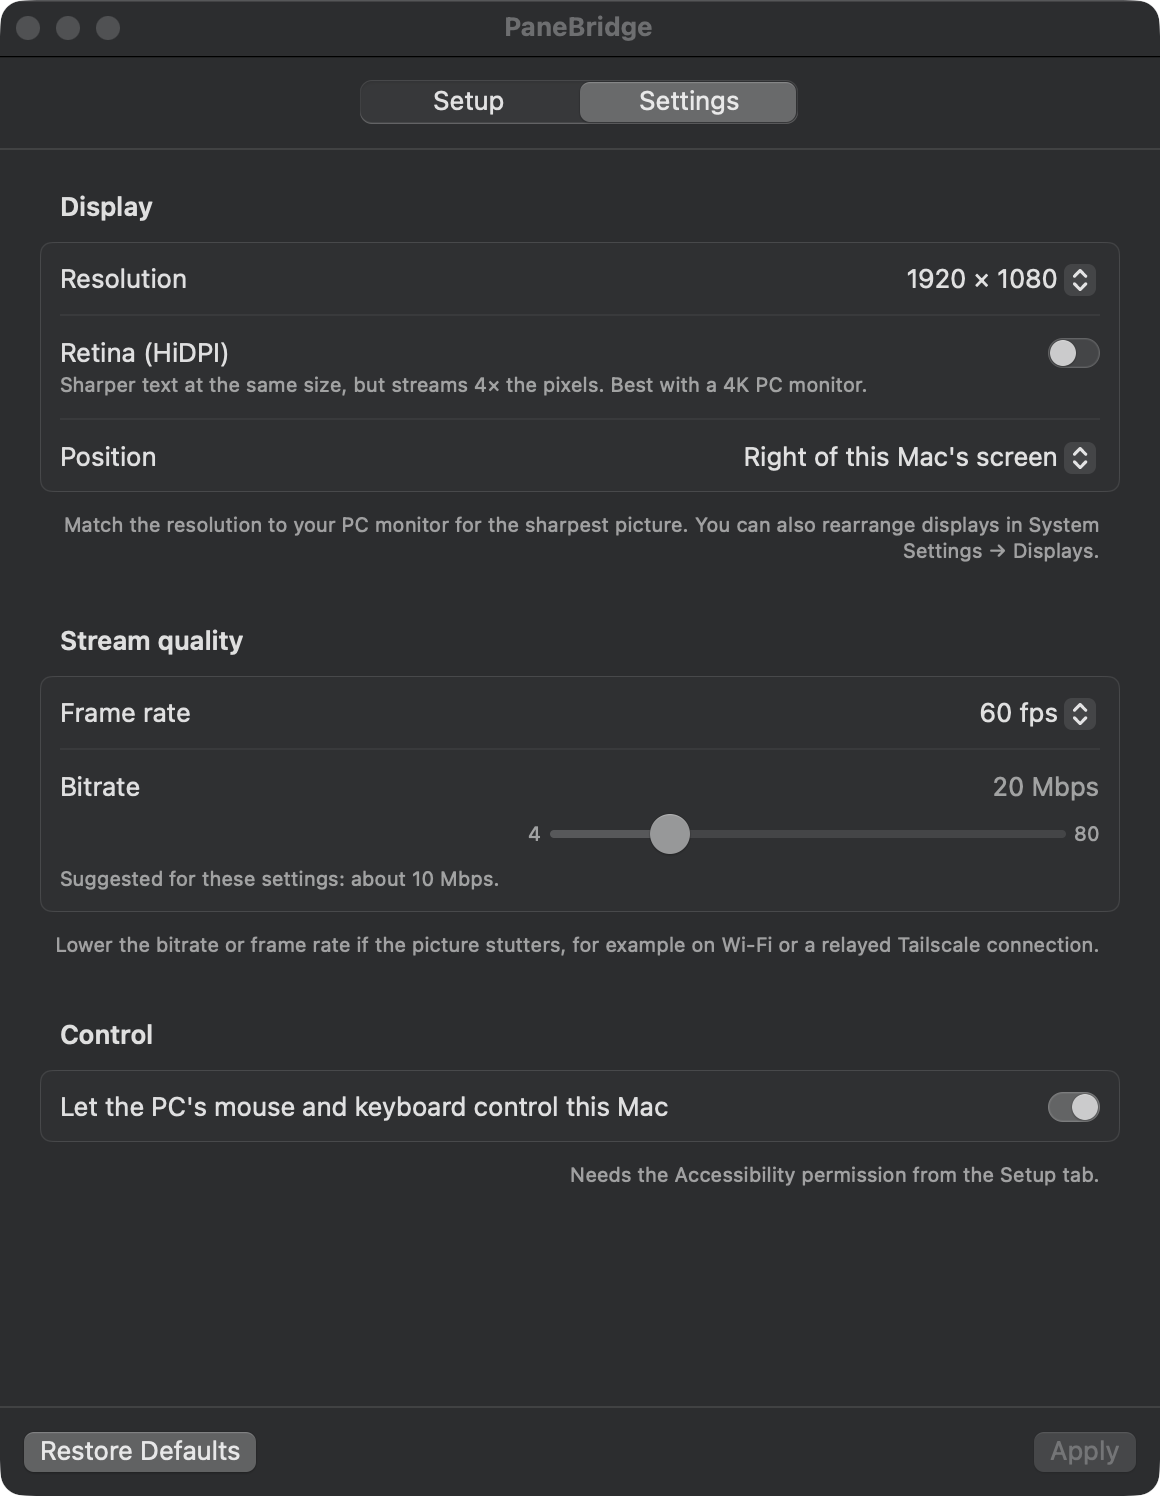 PaneBridge
Setup
Settings
Display
Resolution
1920 × 1080
Retina (HiDPI)
Sharper text at the same size, but streams 4× the pixels. Best with a 4K PC monitor.
Position
Right of this Mac's screen
Match the resolution to your PC monitor for the sharpest picture. You can also rearrange displays in System
Settings → Displays.
Stream quality
Frame rate
60 fps
Bitrate
20 Mbps
4
80
Suggested for these settings: about 10 Mbps.
Lower the bitrate or frame rate if the picture stutters, for example on Wi-Fi or a relayed Tailscale connection.
Control
Let the PC's mouse and keyboard control this Mac
Needs the Accessibility permission from the Setup tab.
Restore Defaults
Apply